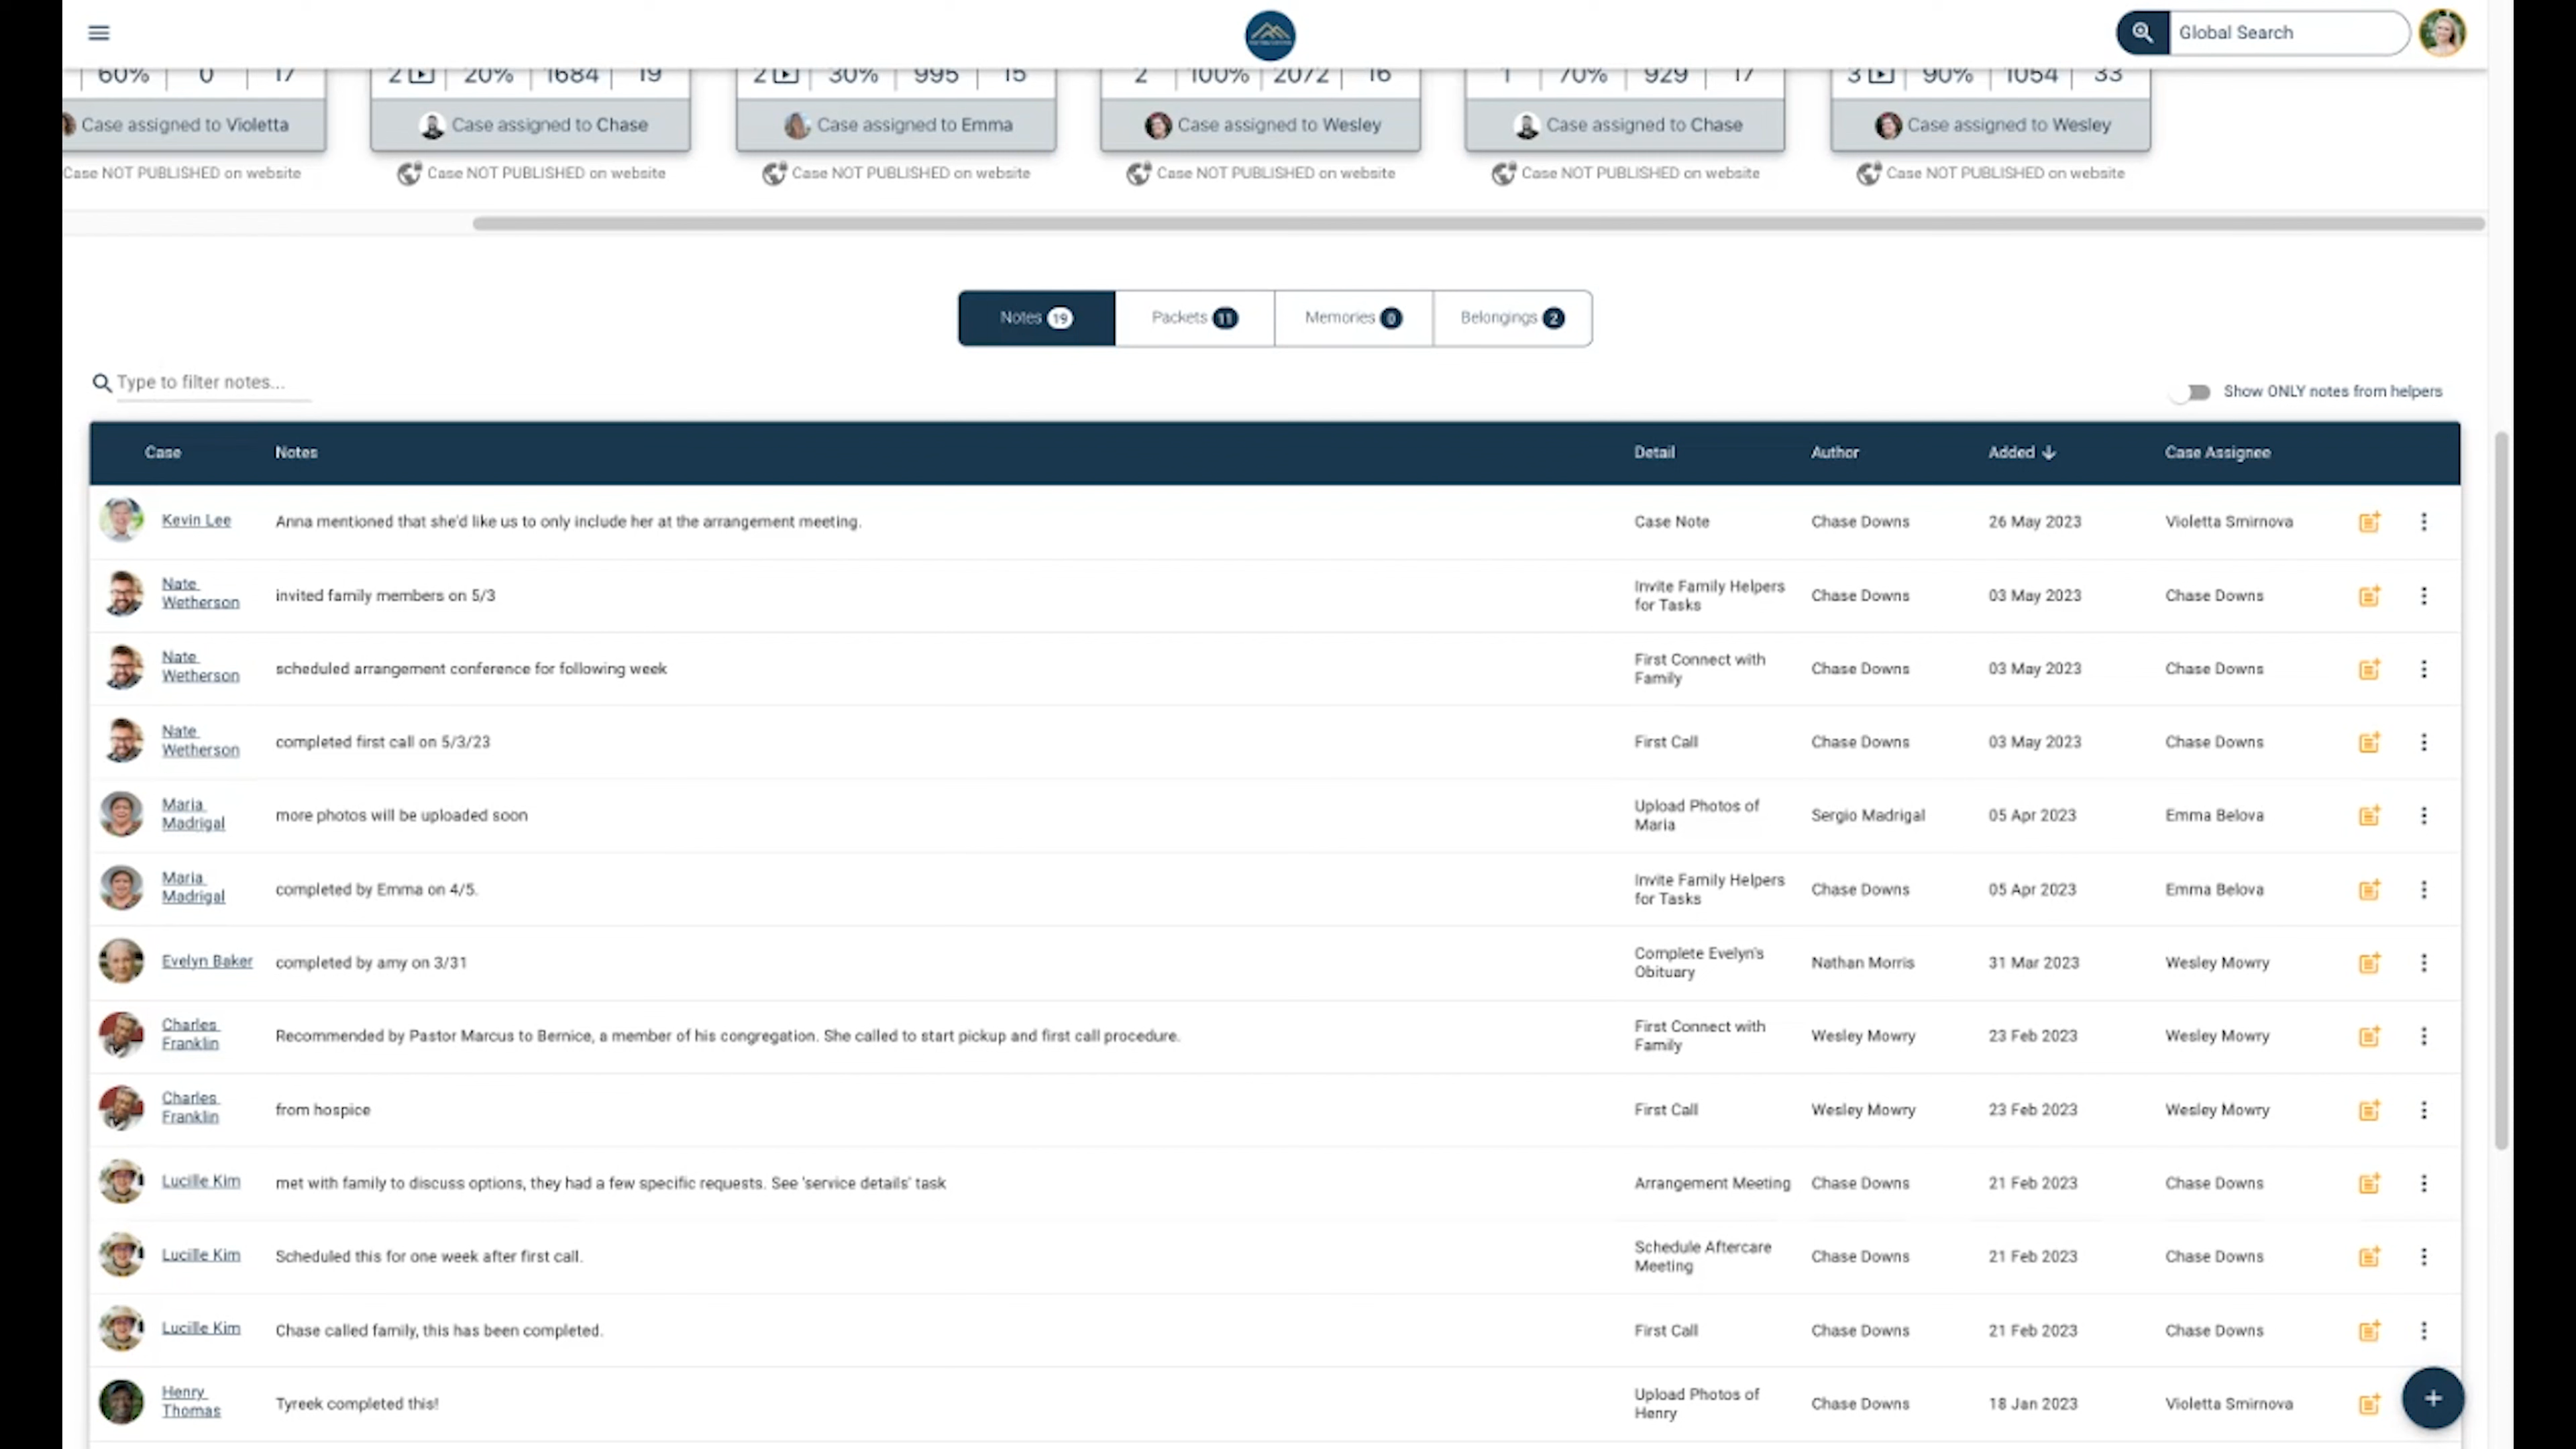 Global Search
60% 0 17
2 20% 1684 19
2 30% 995 15
2 100% 2072 16
1 70% 929 17
3 90% 1054 33
Case assigned to Violetta
Case assigned to Chase
Case assigned to Emma
Case assigned to Wesley
Case assigned to Chase
Case assigned to Wesley
Case NOT PUBLISHED on website
Case NOT PUBLISHED on website
Case NOT PUBLISHED on website
Case NOT PUBLISHED on website
Case NOT PUBLISHED on website
Case NOT PUBLISHED on website
Notes 19
Packets 11
Memories 0
Belongings 2
Type to filter notes...
Show ONLY notes from helpers
Case Notes Detail Author Added Case Assignee
Kevin Lee Anna mentioned that she'd like us to only include her at the arrangement meeting. Case Note Chase Downs 26 May 2023 Violetta Smirnova
Nate
Wetherson
invited family members on 5/3
Invite Family Helpers
for Tasks
Chase Downs 03 May 2023 Chase Downs
Nate
Wetherson
scheduled arrangement conference for following week
First Connect with
Family
Chase Downs 03 May 2023 Chase Downs
Nate
Wetherson
completed first call on 5/3/23 First Call Chase Downs 03 May 2023 Chase Downs
Maria
Madrigal
more photos will be uploaded soon
Upload Photos of
Maria
Sergio Madrigal 05 Apr 2023 Emma Belova
Maria
Madrigal
completed by Emma on 4/5.
Invite Family Helpers
for Tasks
Chase Downs 05 Apr 2023 Emma Belova
Evelyn Baker completed by amy on 3/31
Complete Evelyn's
Obituary
Nathan Morris 31 Mar 2023 Wesley Mowry
Charles
Franklin
Recommended by Pastor Marcus to Bernice, a member of his congregation. She called to start pickup and first call procedure.
First Connect with
Family
Wesley Mowry 23 Feb 2023 Wesley Mowry
Charles
Franklin
from hospice First Call Wesley Mowry 23 Feb 2023 Wesley Mowry
Lucille Kim met with family to discuss options, they had a few specific requests. See 'service details' task Arrangement Meeting Chase Downs 21 Feb 2023 Chase Downs
Lucille Kim Scheduled this for one week after first call.
Schedule Aftercare
Meeting
Chase Downs 21 Feb 2023 Chase Downs
Lucille Kim Chase called family, this has been completed. First Call Chase Downs 21 Feb 2023 Chase Downs
Henry
Thomas
Tyreek completed this!
Upload Photos of
Henry
Chase Downs 18 Jan 2023 Violetta Smirnova